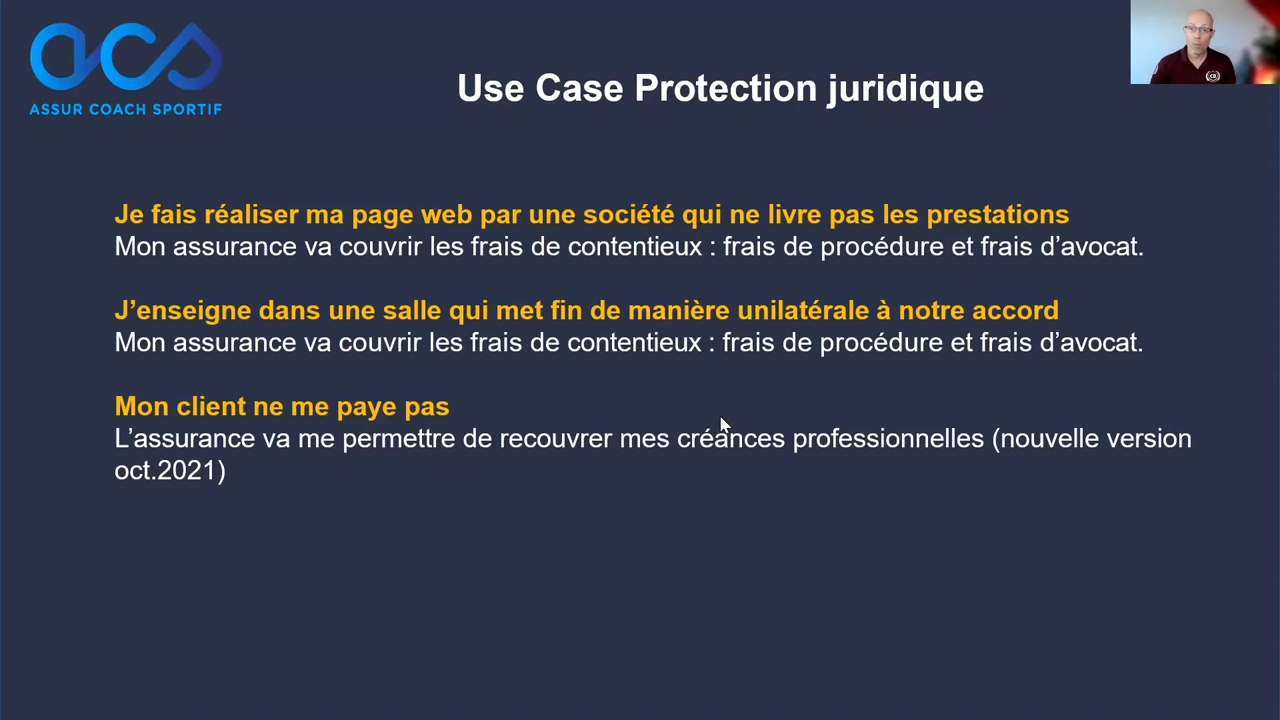 acs
ASSUR COACH SPORTIF
Use Case Protection juridique
Je fais réaliser ma page web par une société qui ne livre pas les prestations
Mon assurance va couvrir les frais de contentieux : frais de procédure et frais d’avocat.
J’enseigne dans une salle qui met fin de manière unilatérale à notre accord
Mon assurance va couvrir les frais de contentieux : frais de procédure et frais d’avocat.
Mon client ne me paye pas
L’assurance va me permettre de recouvrer mes créances professionnelles (nouvelle version
oct.2021)